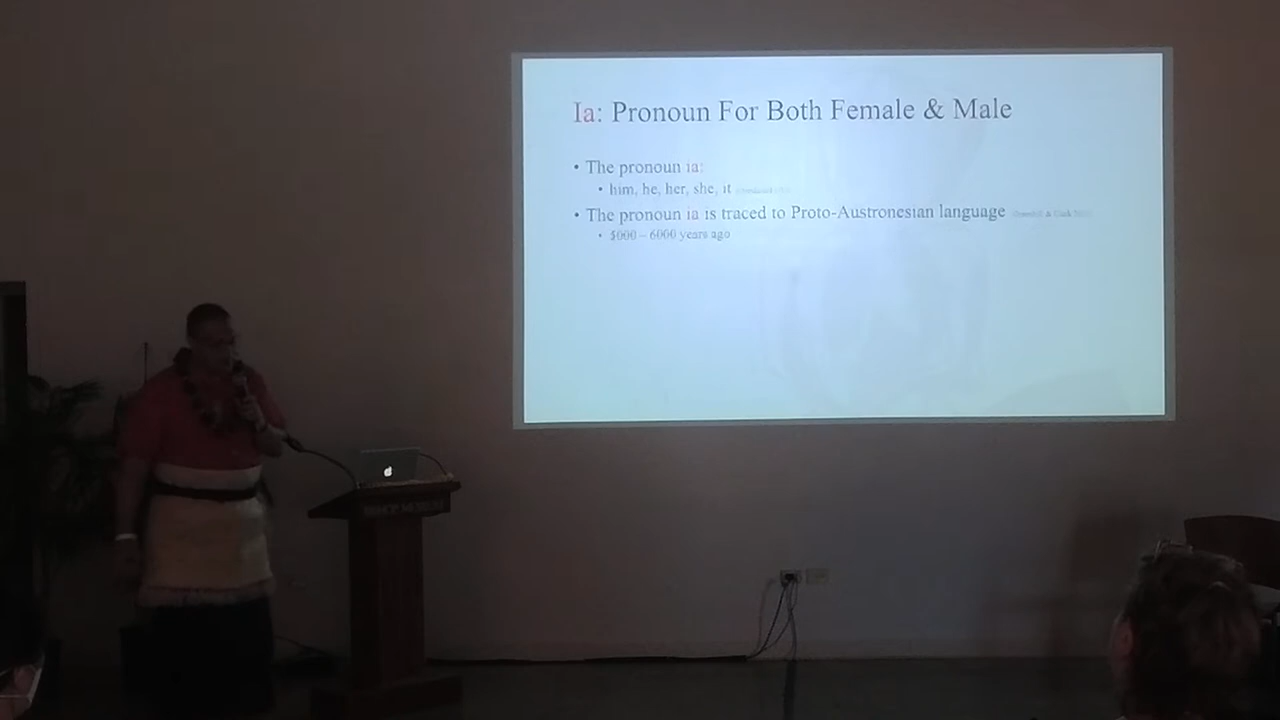 Ia: Pronoun For Both Female & Male
• The pronoun ia:
• him, he, her, she, it
• The pronoun ia is traced to Proto-Austronesian language
• 5000 – 6000 years ago